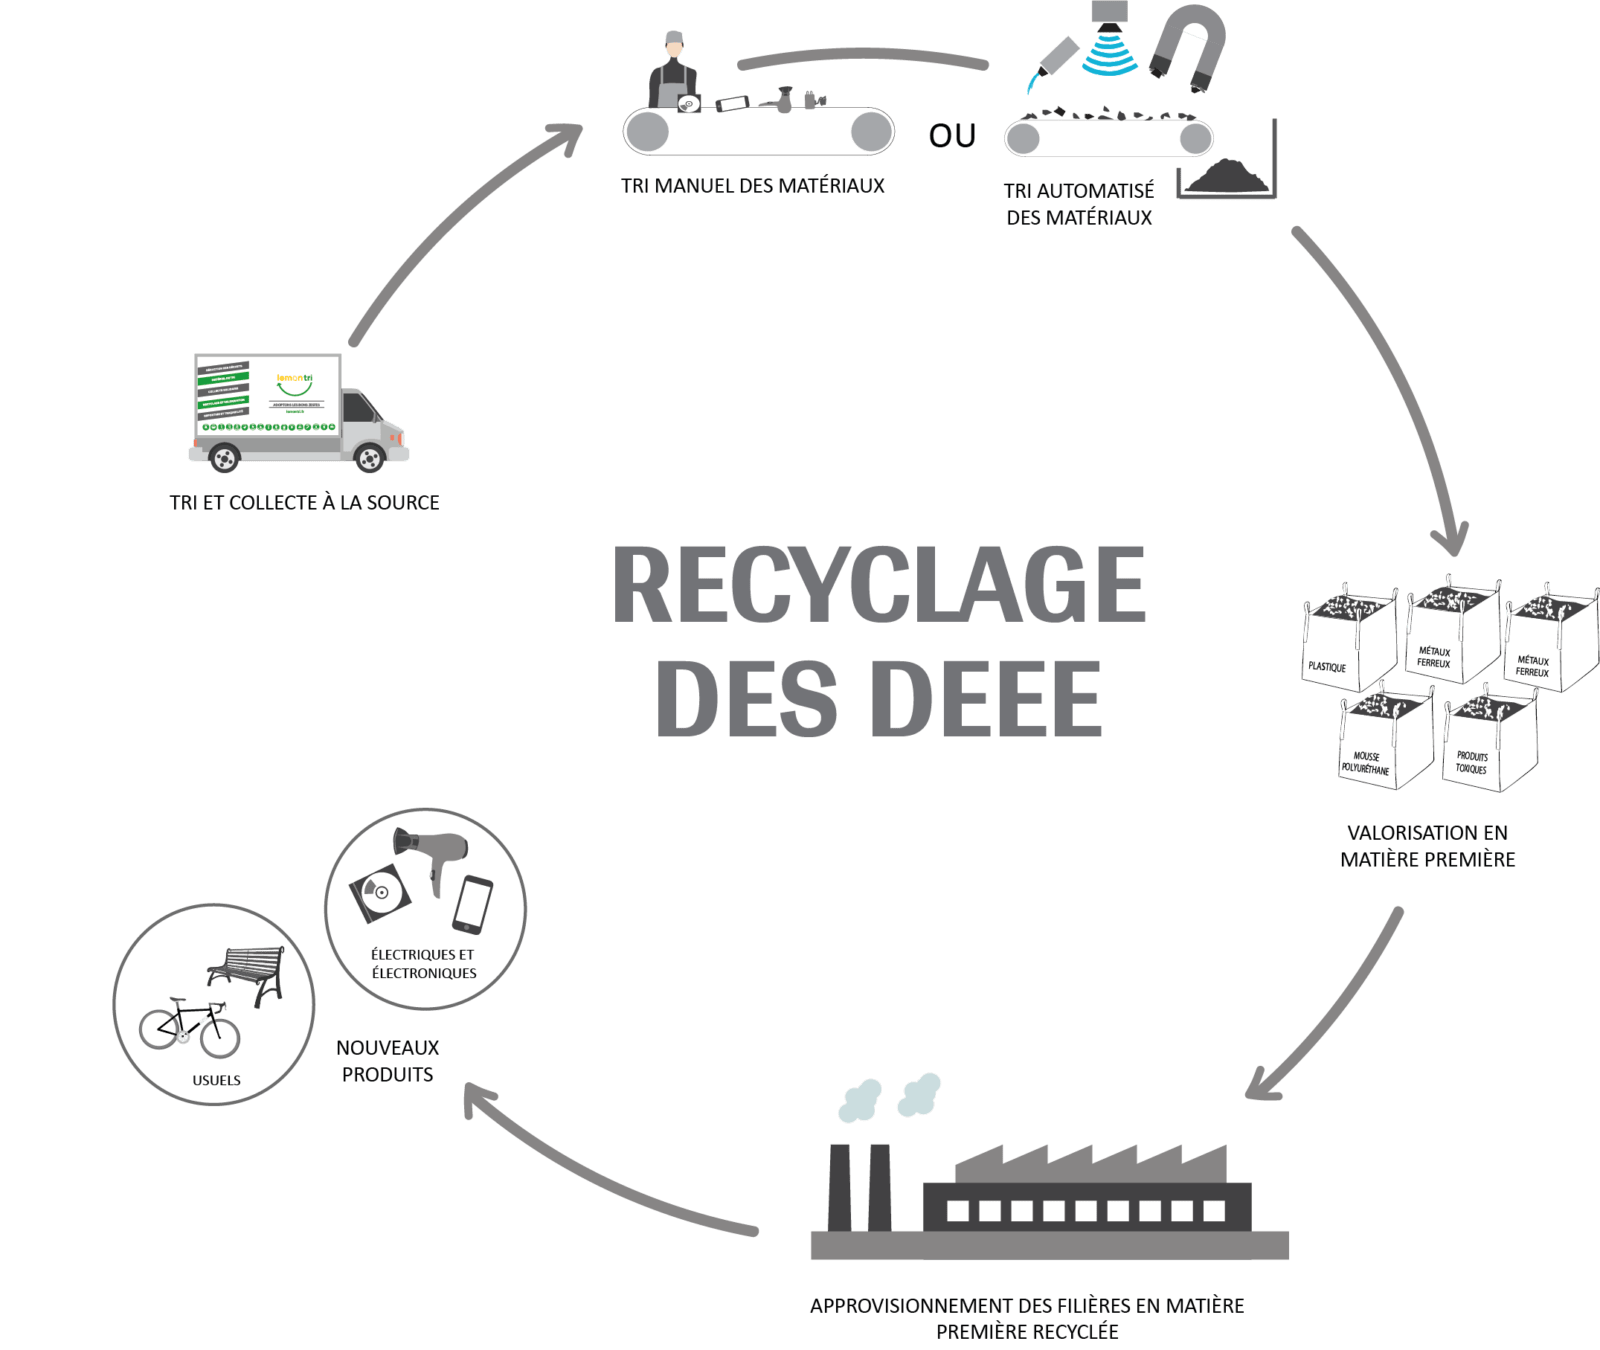 TRI MANUEL DES MATÉRIAUX
OU
TRI AUTOMATISÉ
DES MATÉRIAUX
lemontri
TRI ET COLLECTE À LA SOURCE
RECYCLAGE
DES DEEE
PLASTIQUE
MÉTAUX
FERREUX
MÉTAUX
FERREUX
MOUSSE
POLYURÉTHANE
PRODUITS
TOXIQUES
VALORISATION EN
MATIÈRE PREMIÈRE
ÉLECTRIQUES ET
ÉLECTRONIQUES
USUELS
NOUVEAUX
PRODUITS
APPROVISIONNEMENT DES FILIÈRES EN MATIÈRE
PREMIÈRE RECYCLÉE